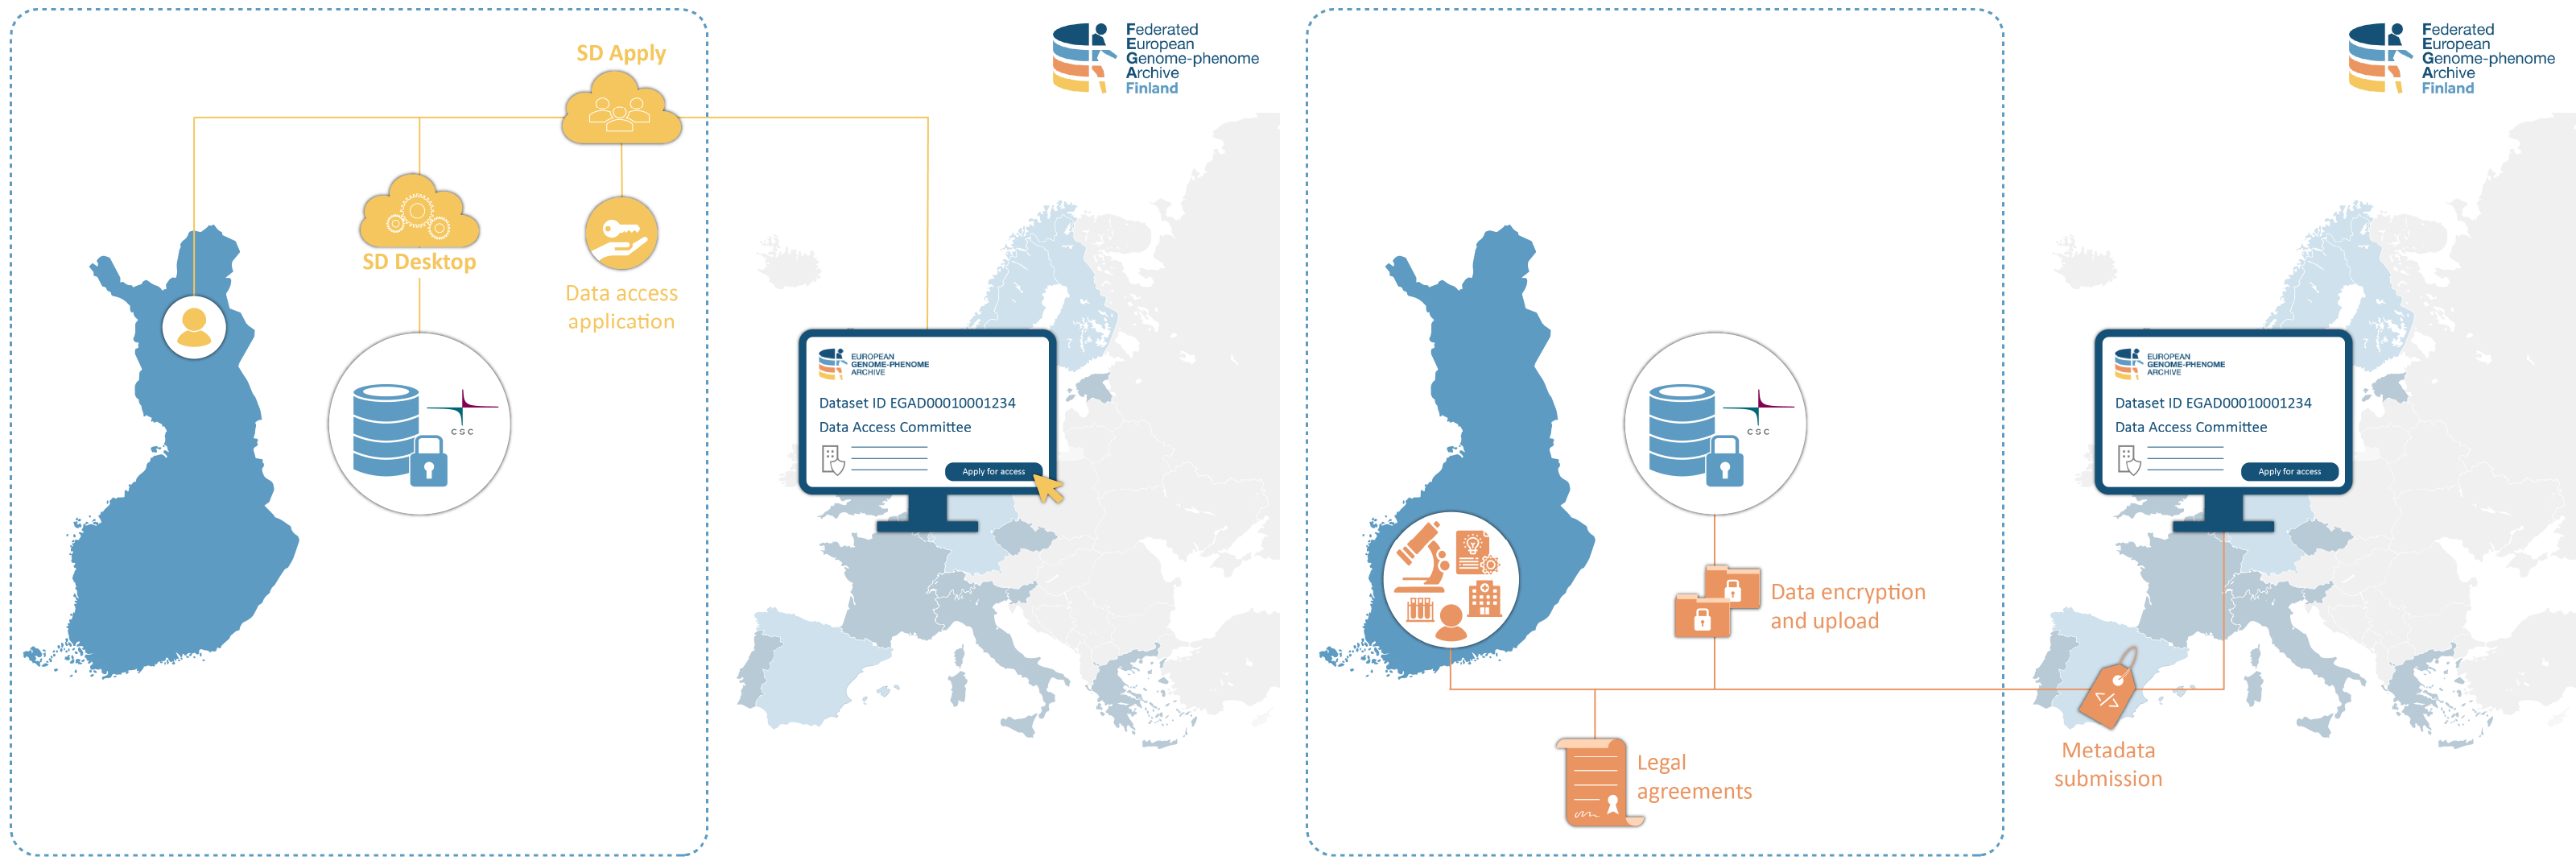 SD Apply
Federated
European
Genome-phenome
Archive
Finland
SD Desktop
Data access
application
CSC
EUROPEAN
GENOME-PHENOME
ARCHIVE
Dataset ID EGAD00010001234
Data Access Committee
Apply for access
Federated
European
Genome-phenome
Archive
Finland
CSC
EUROPEAN
GENOME-PHENOME
ARCHIVE
Dataset ID EGAD00010001234
Data Access Committee
Apply for access
Data encryption
and upload
</>
Legal
agreements
Metadata
submission